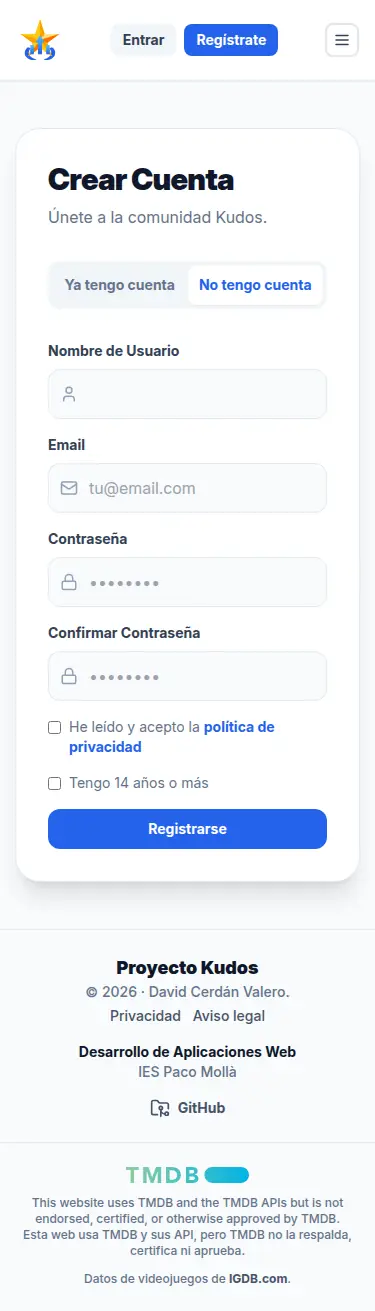 Entrar
Regístrate
Crear Cuenta
Únete a la comunidad Kudos.
Ya tengo cuenta
No tengo cuenta
Nombre de Usuario
Email
tu@email.com
Contraseña
••••••••
Confirmar Contraseña
••••••••
He leído y acepto la política de
privacidad
Tengo 14 años o más
Registrarse
Proyecto Kudos
© 2026 · David Cerdán Valero.
Privacidad Aviso legal
Desarrollo de Aplicaciones Web
IES Paco Mollà
GitHub
TMDB
This website uses TMDB and the TMDB APIs but is not
endorsed, certified, or otherwise approved by TMDB.
Esta web usa TMDB y sus API, pero TMDB no la respalda,
certifica ni aprueba.
Datos de videojuegos de IGDB.com.